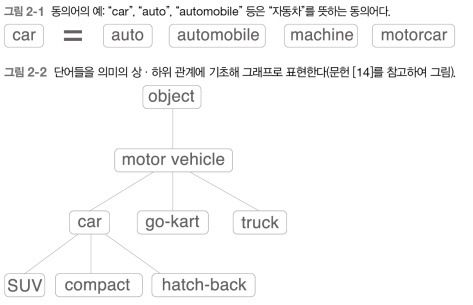 그림 2-1 동의어의 예: “car”, “auto”, “automobile” 등은 “자동차”를 뜻하는 동의어다.
car = auto automobile machine motorcar
그림 2-2 단어들을 의미의 상 · 하위 관계에 기초해 그래프로 표현한다(문헌 [14]를 참고하여 그림).
object
motor vehicle
car go-kart truck
SUV compact hatch-back